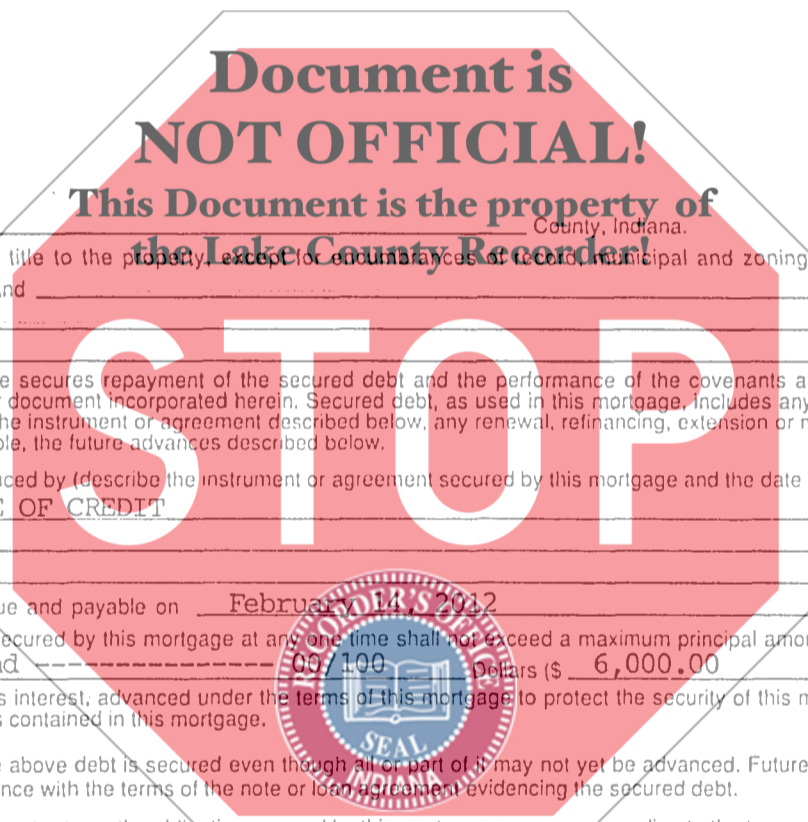 Document is
NOT OFFICIAL!
This Document is the property of
the Lake County Recorder!
County, Indiana.
title to the property, except for encumbrances of record, municipal and zoning
nd
STOP
e secures repayment of the secured debt and the performance of the covenants a
document incorporated herein. Secured debt, as used in this mortgage, includes any
he instrument or agreement described below, any renewal, refinancing, extension or
ble, the future advances described below.
ced by (describe the instrument or agreement secured by this mortgage and the date
E OF CREDIT
ue and payable on February 14, 2012
ecured by this mortgage at any one time shall not exceed a maximum principal amo
nd ------------------ 00/100 Dollars ($ 6,000.00
s interest, advanced under the terms of this mortgage to protect the security of this m
s contained in this mortgage.
RECORDER'S OFFICE
SEAL
INDIANA
e above debt is secured even though all or part of it may not yet be advanced. Future
nce with the terms of the note or loan agreement evidencing the secured debt.